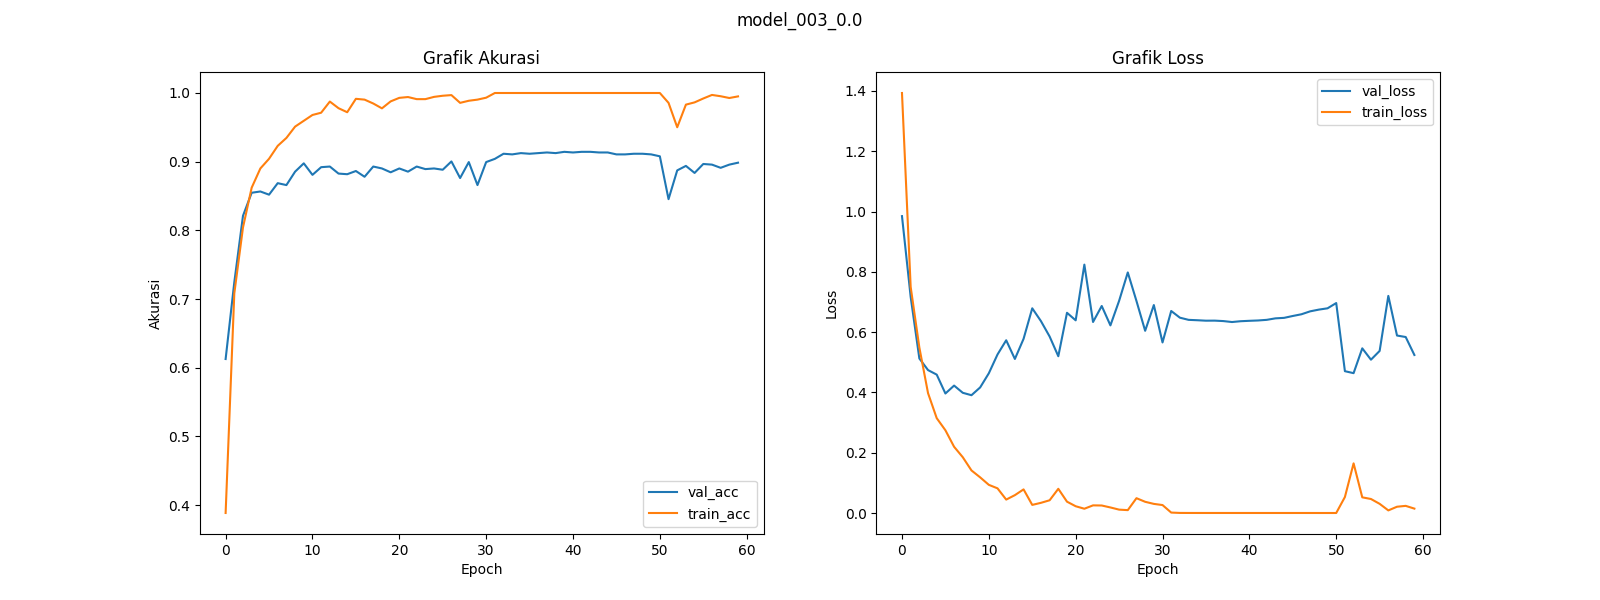 model_003_0.0
Grafik Akurasi
1.0
0.9
0.8
0.7
0.6
0.5
0.4
Akurasi
0 10 20 30 40 50 60
Epoch
val_acc
train_acc
Grafik Loss
1.4
1.2
1.0
0.8
0.6
0.4
0.2
0.0
Loss
0 10 20 30 40 50 60
Epoch
val_loss
train_loss